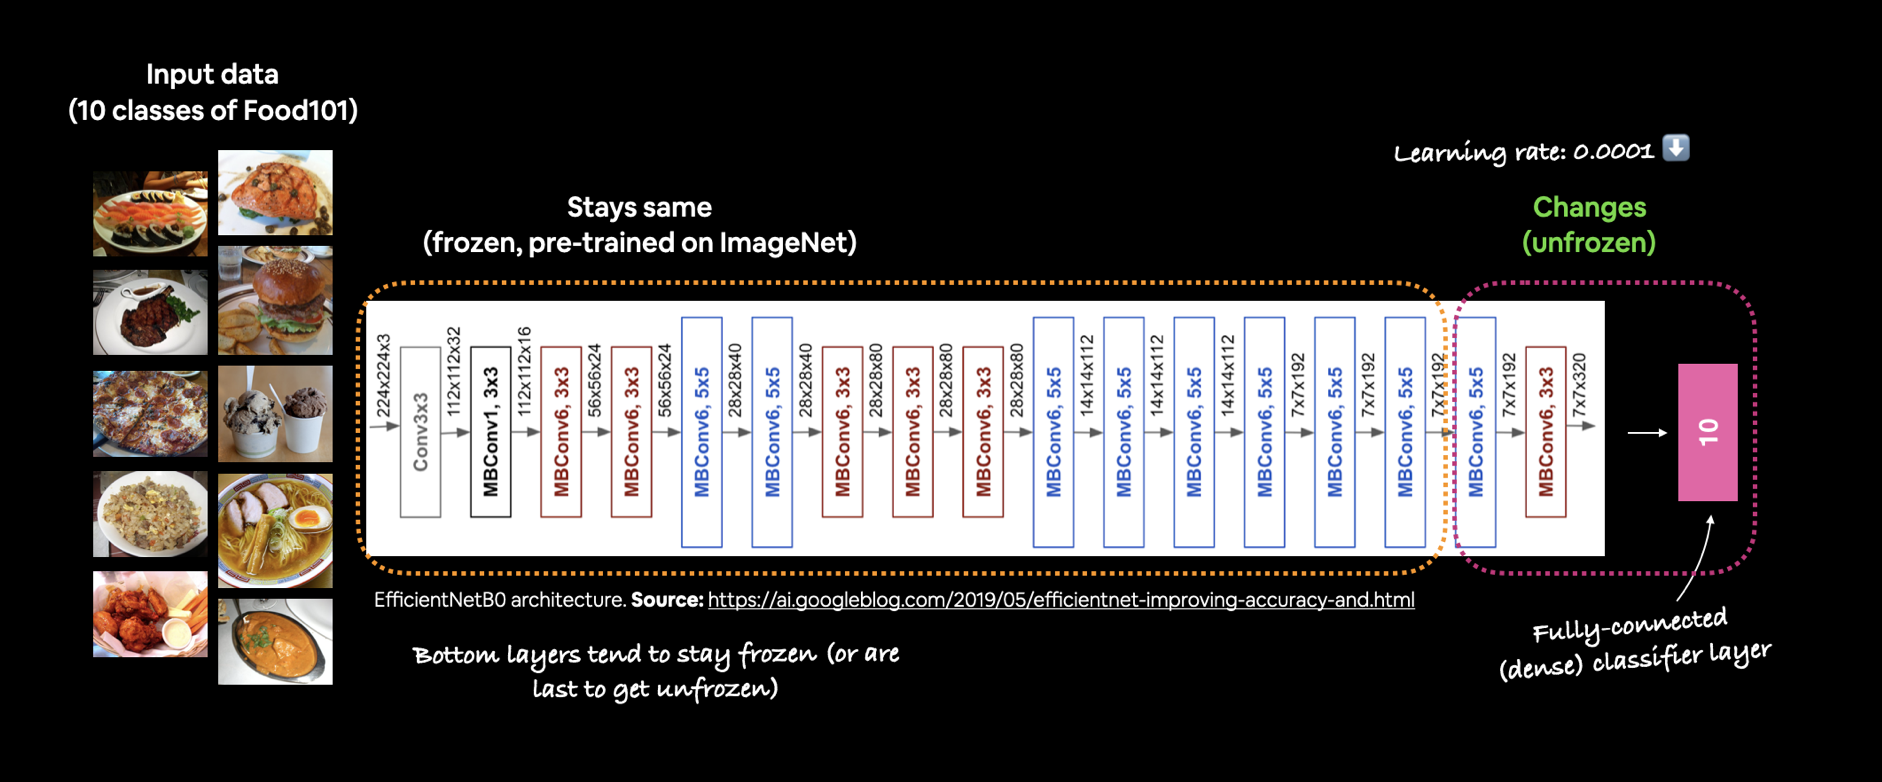 Input data
(10 classes of Food101)
Learning rate: 0.0001 ⬇️
Stays same
(frozen, pre-trained on ImageNet)
Changes
(unfrozen)
224x224x3
Conv3x3
112x112x32
MBConv1, 3x3
112x112x16
MBConv6, 3x3
56x56x24
MBConv6, 3x3
56x56x24
MBConv6, 5x5
28x28x40
MBConv6, 5x5
28x28x40
MBConv6, 3x3
28x28x80
MBConv6, 3x3
28x28x80
MBConv6, 3x3
28x28x80
MBConv6, 5x5
14x14x112
MBConv6, 5x5
14x14x112
MBConv6, 5x5
14x14x112
MBConv6, 5x5
7x7x192
MBConv6, 5x5
7x7x192
MBConv6, 5x5
7x7x192
MBConv6, 5x5
7x7x192
MBConv6, 3x3
7x7x320
10
EfficientNetB0 architecture. Source: https://ai.googleblog.com/2019/05/efficientnet-improving-accuracy-and.html
Bottom layers tend to stay frozen (or are
last to get unfrozen)
Fully-connected
(dense) classifier layer